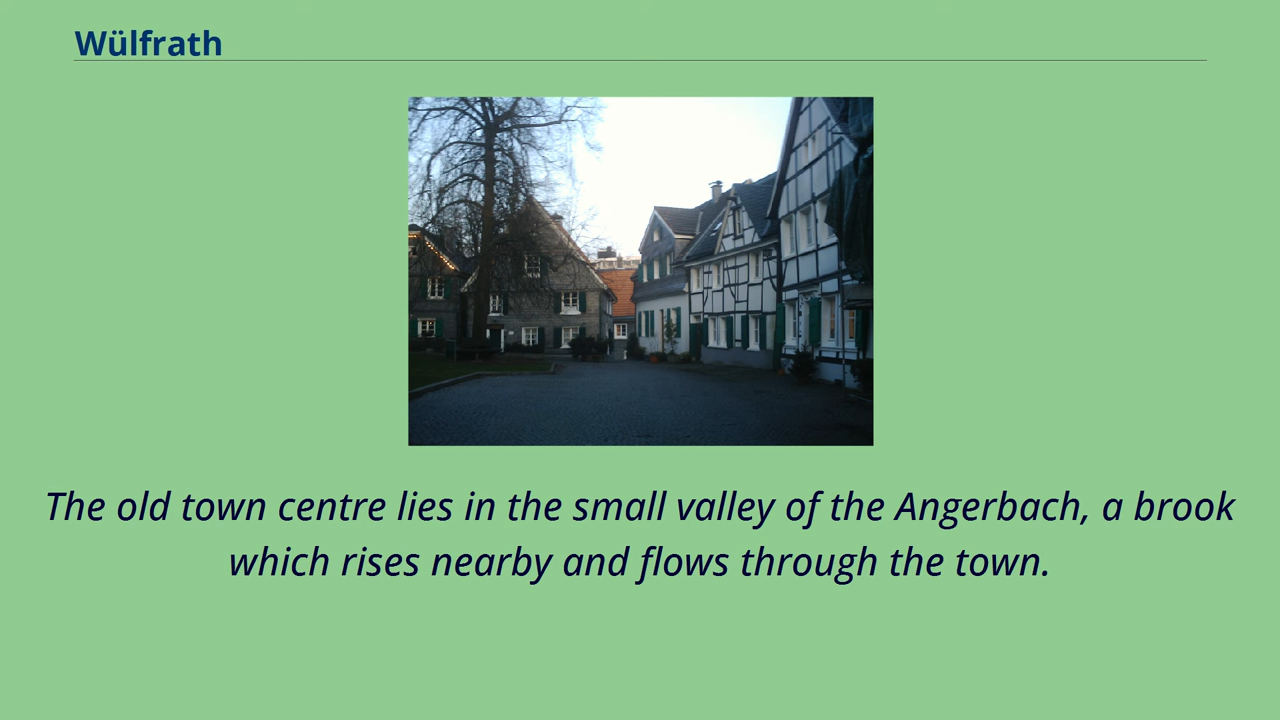 Wülfrath
The old town centre lies in the small valley of the Angerbach, a brook
which rises nearby and flows through the town.